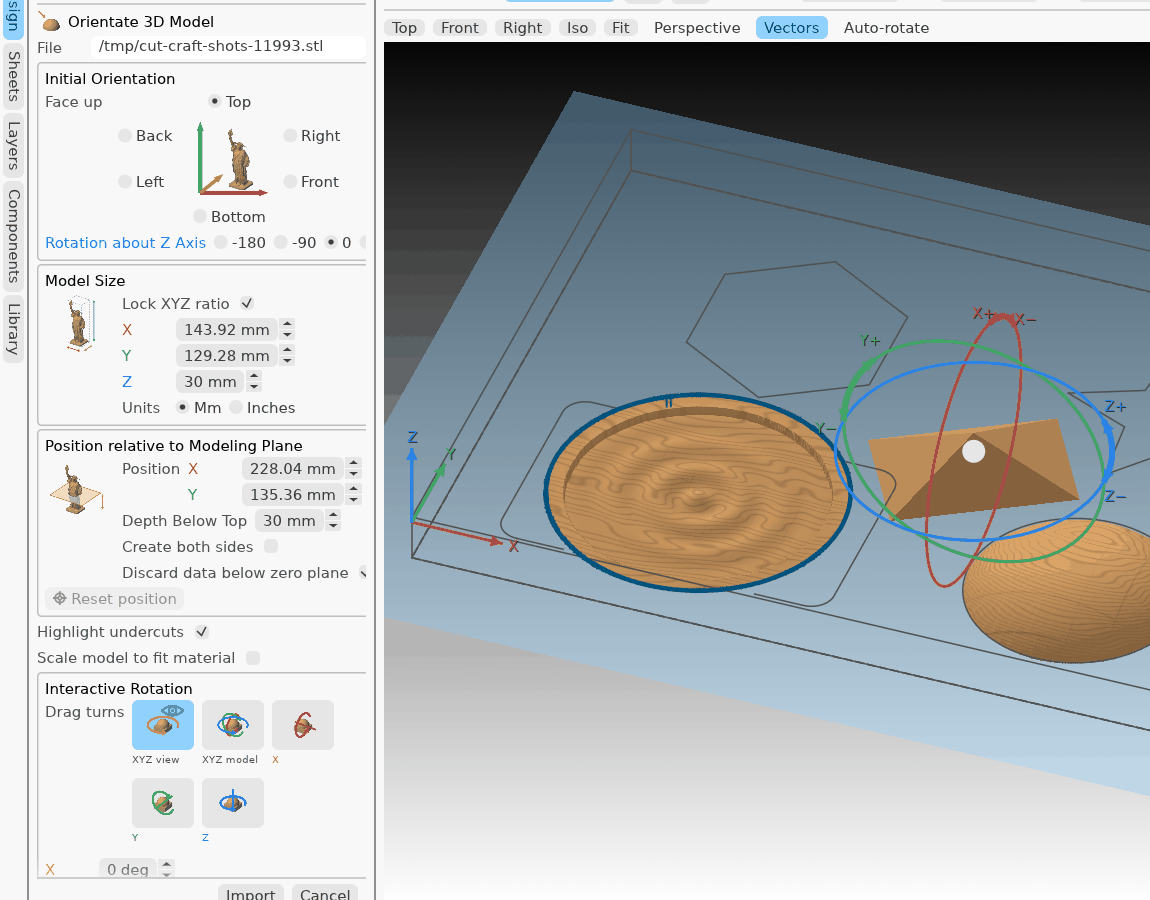 sign
Sheets
Layers
Components
Library
Orientate 3D Model
File /tmp/cut-craft-shots-11993.stl
Initial Orientation
Face up Top
Back Right
Left Front
Bottom
Rotation about Z Axis -180 -90 0
Model Size
Lock XYZ ratio
X 143.92 mm
Y 129.28 mm
Z 30 mm
Units Mm Inches
Position relative to Modeling Plane
Position X 228.04 mm
Y 135.36 mm
Depth Below Top 30 mm
Create both sides
Discard data below zero plane
Reset position
Highlight undercuts
Scale model to fit material
Interactive Rotation
Drag turns
XYZ view XYZ model X
Y Z
X 0 deg
Import Cancel
Top Front Right Iso Fit Perspective Vectors Auto-rotate
X+ X-
Y+
Z+
Y-
Z
Y
Z-
X